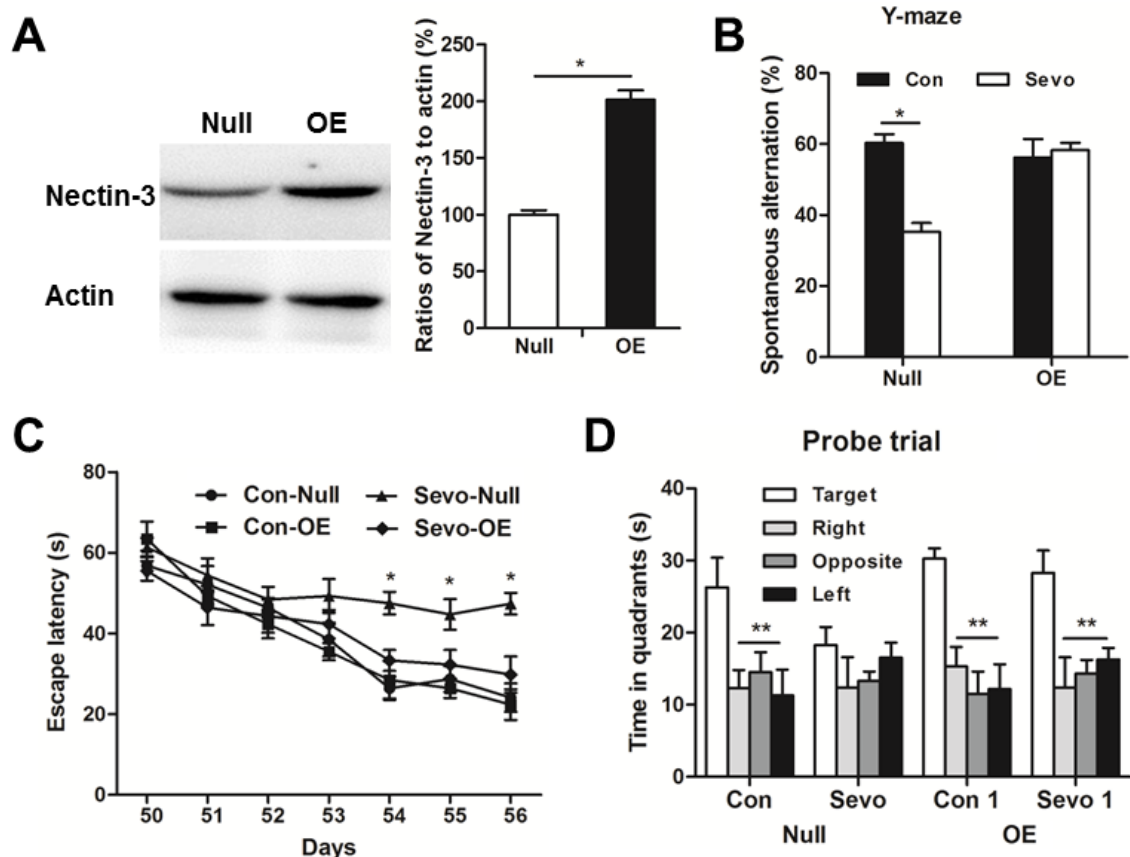 A
Null OE
Nectin-3
Actin
Ratios of Nectin-3 to actin (%)
250
200
150
100
50
0
*
Null OE
B
Y-maze
Spontaneous alternation (%)
80
60
40
20
0
Con Sevo
*
Null OE
C
Escape latency (s)
80
60
40
20
0
Con-Null Sevo-Null
Con-OE Sevo-OE
* * *
50 51 52 53 54 55 56
Days
D
Probe trial
Time in quadrants (s)
40
30
20
10
0
Target
Right
Opposite
Left
** ** **
Con Sevo Con 1 Sevo 1
Null OE